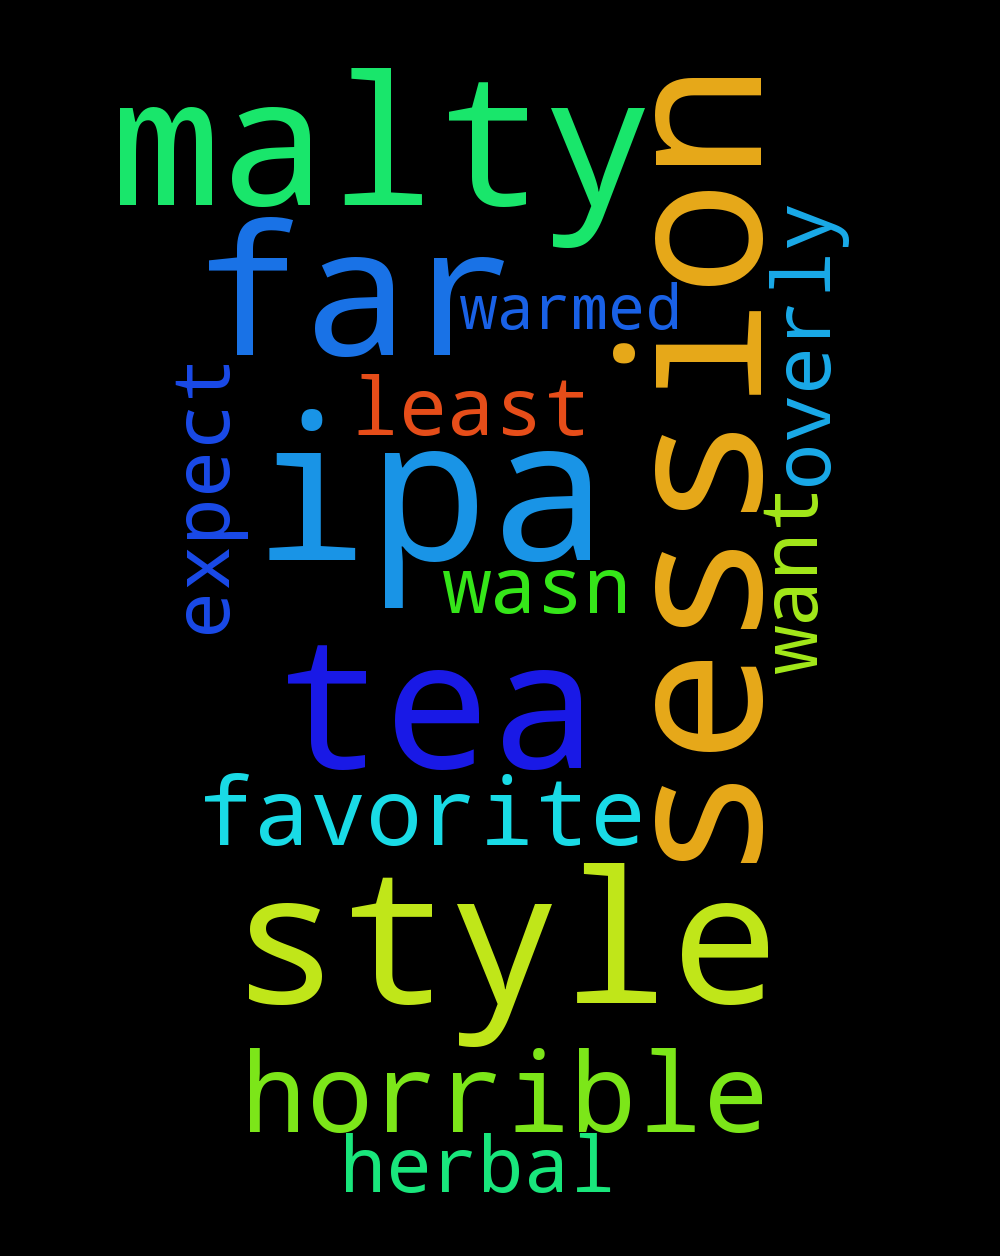 malty
session
far
overly
warmed
expect
least
ipa
want
wasn
tea
favorite
style
horrible
herbal